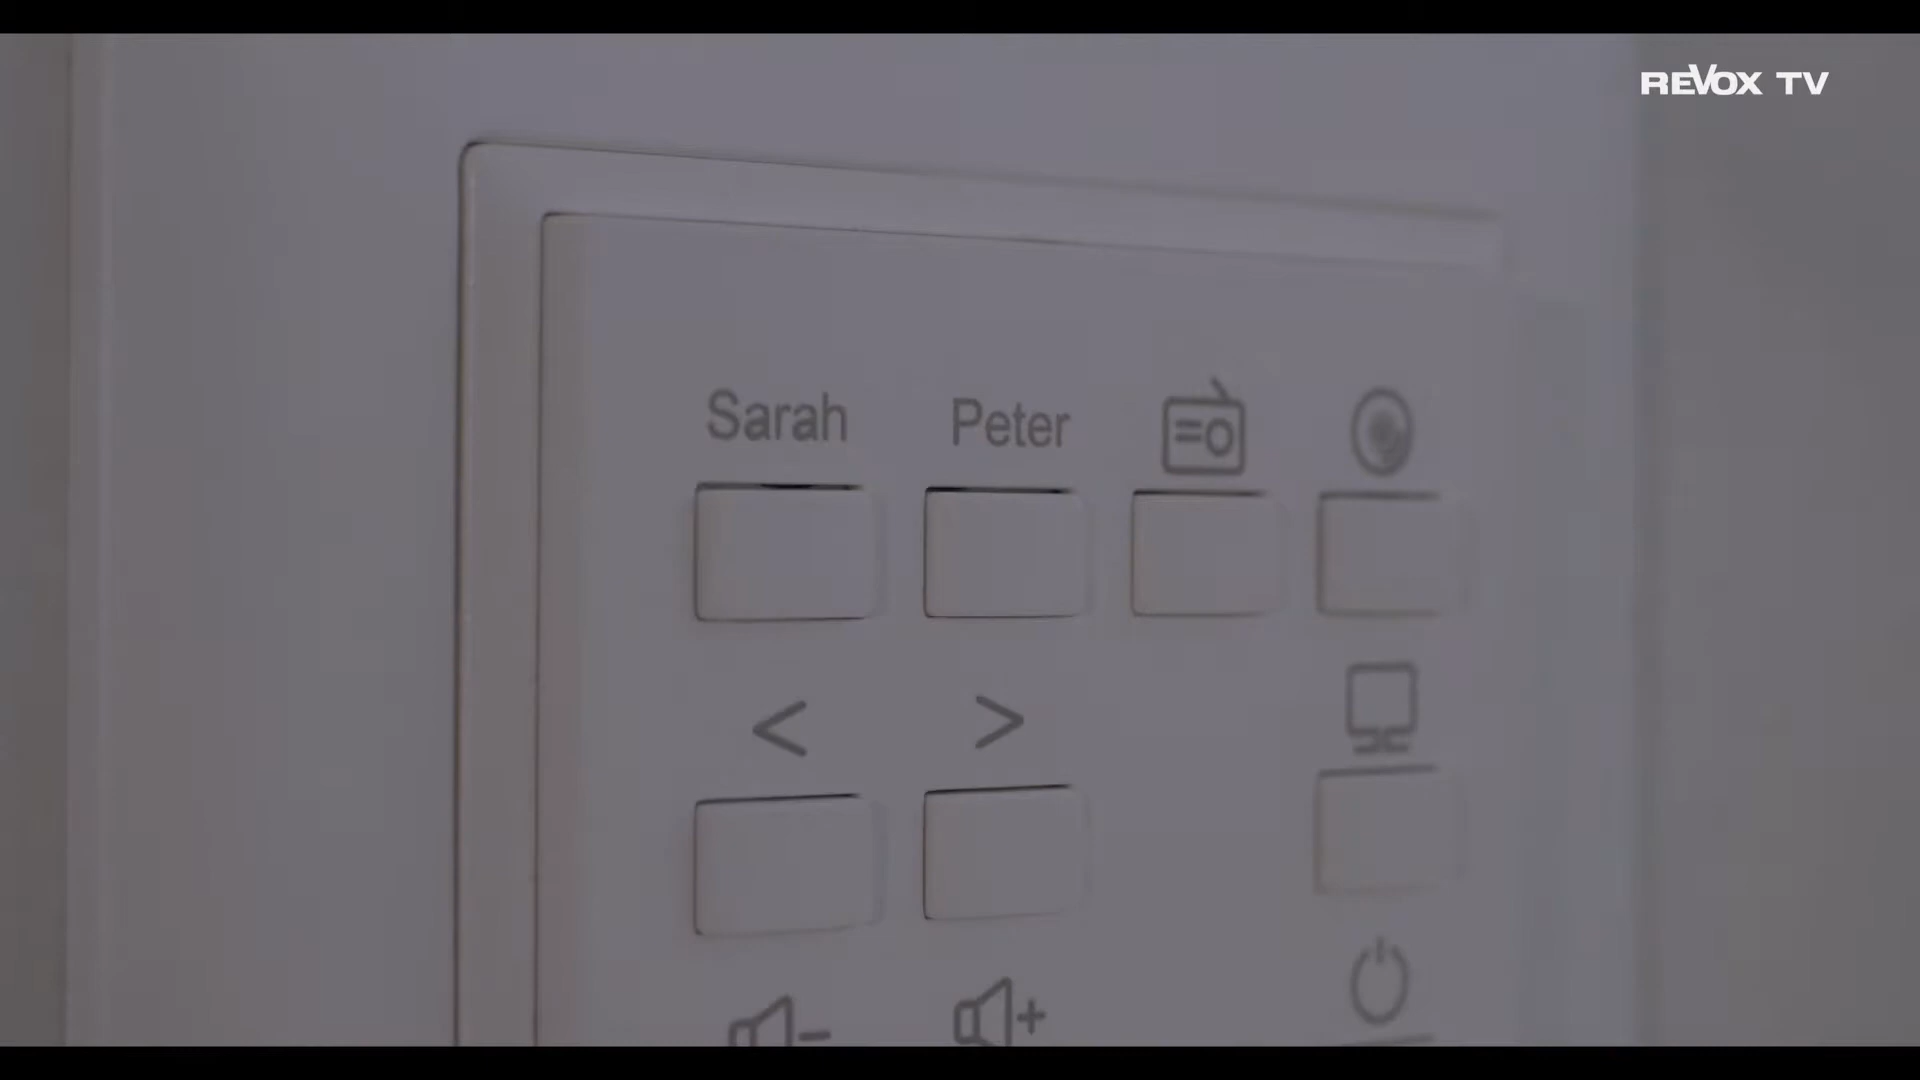 REVOX TV
Sarah Peter
< >
- +